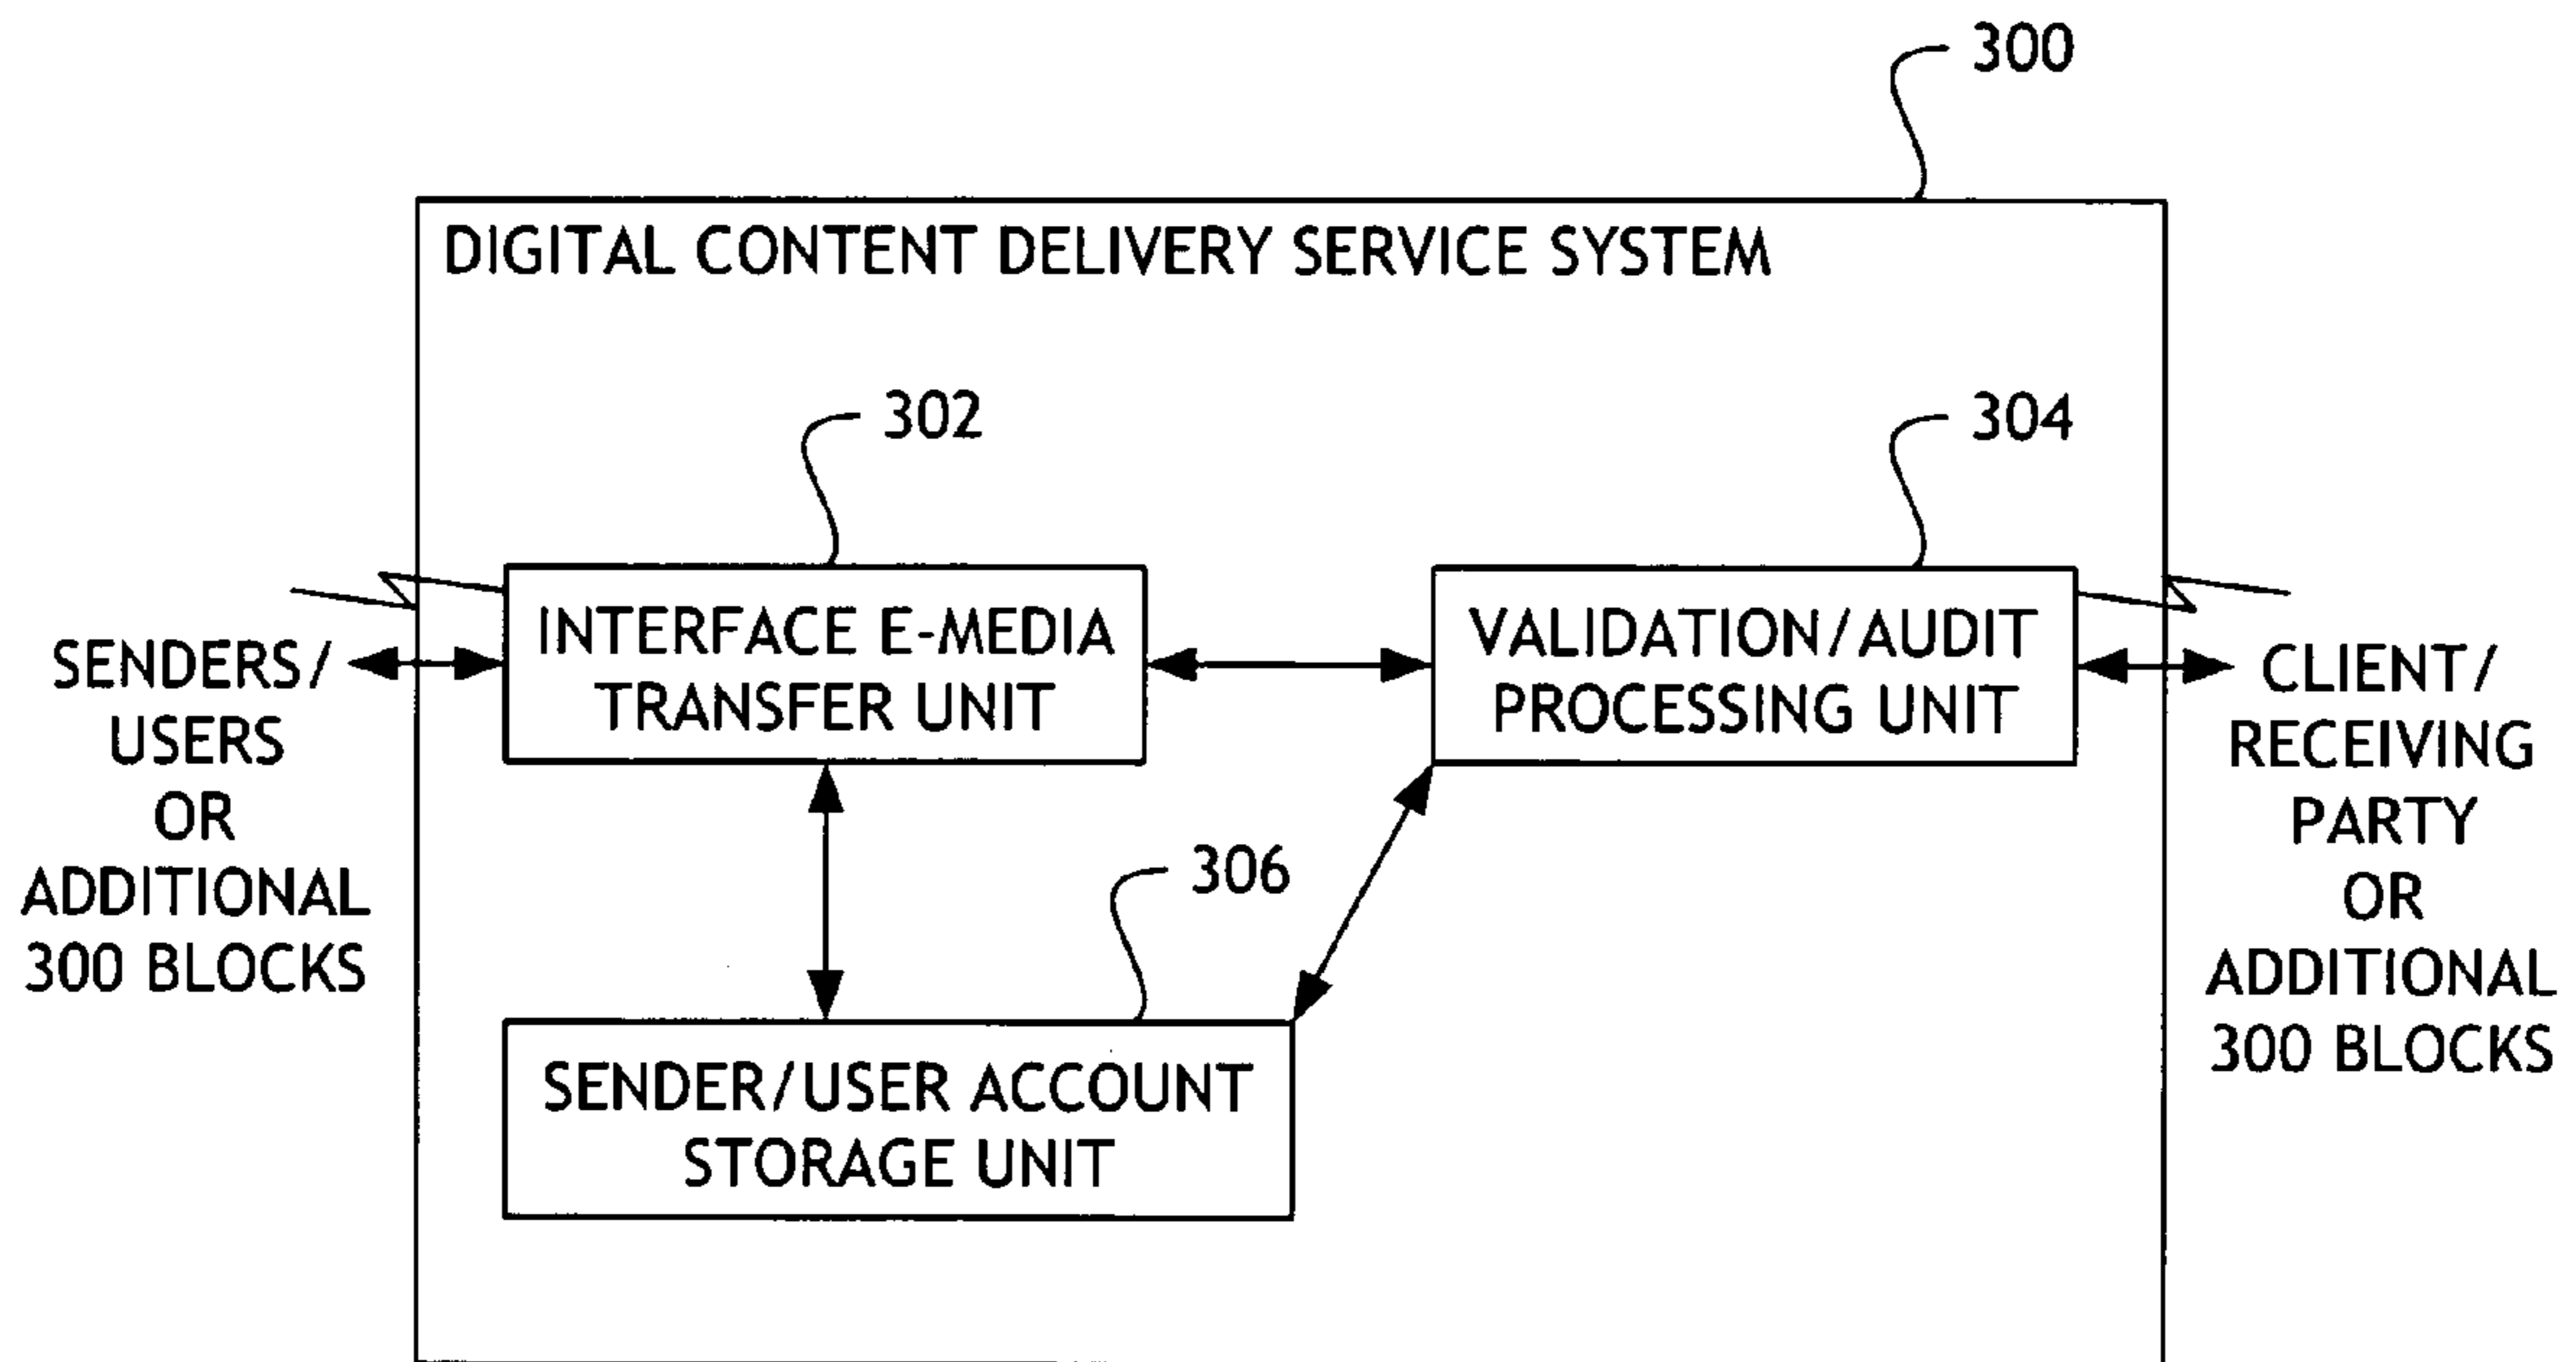 300
DIGITAL CONTENT DELIVERY SERVICE SYSTEM
302
304
INTERFACE E-MEDIA
TRANSFER UNIT
VALIDATION/AUDIT
PROCESSING UNIT
SENDERS/
USERS
OR
ADDITIONAL
300 BLOCKS
CLIENT/
RECEIVING
PARTY
OR
ADDITIONAL
300 BLOCKS
306
SENDER/USER ACCOUNT
STORAGE UNIT